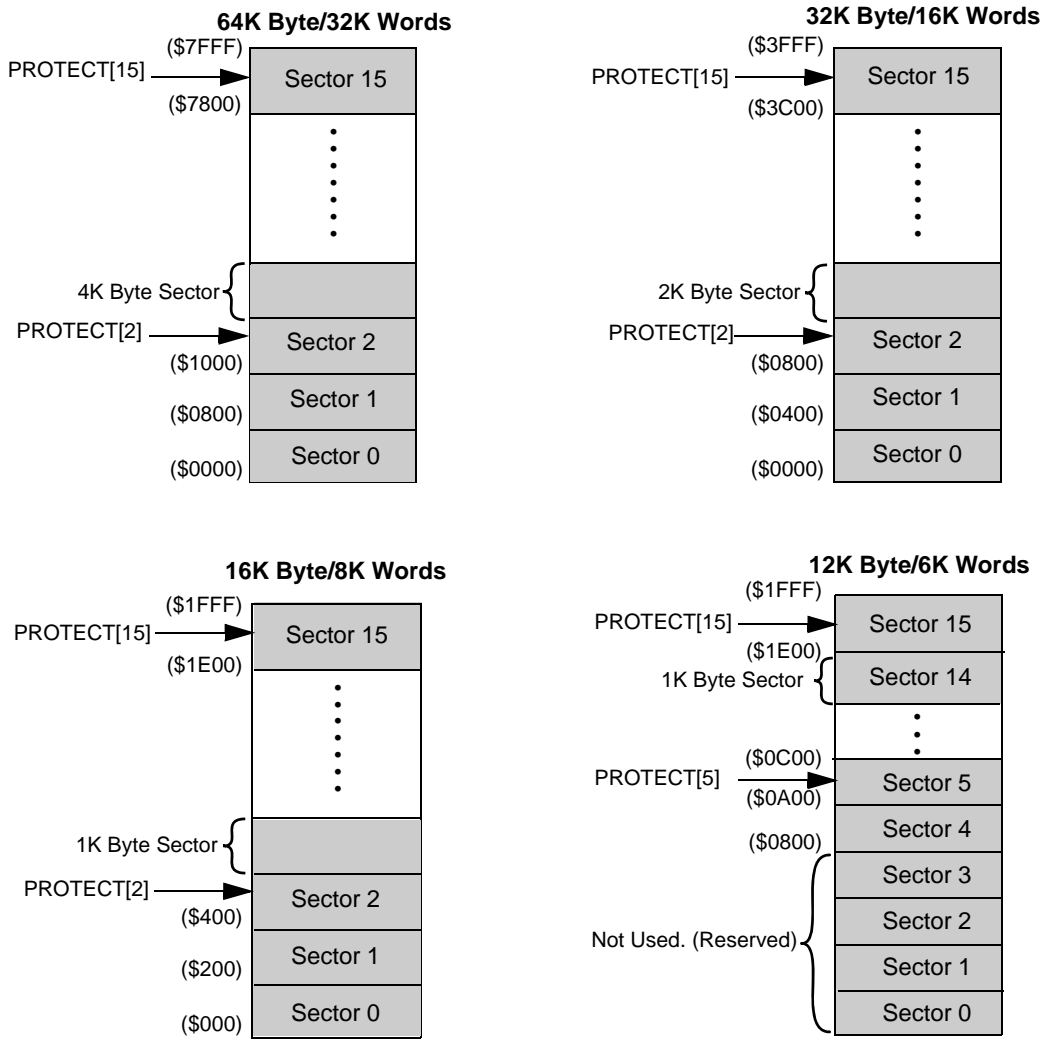 64K Byte/32K Words
($7FFF)
PROTECT[15]
Sector 15
($7800)
4K Byte Sector
PROTECT[2]
Sector 2
($1000)
Sector 1
($0800)
Sector 0
($0000)
32K Byte/16K Words
($3FFF)
PROTECT[15]
Sector 15
($3C00)
2K Byte Sector
PROTECT[2]
Sector 2
($0800)
Sector 1
($0400)
Sector 0
($0000)
16K Byte/8K Words
($1FFF)
PROTECT[15]
Sector 15
($1E00)
1K Byte Sector
PROTECT[2]
Sector 2
($400)
Sector 1
($200)
Sector 0
($000)
12K Byte/6K Words
($1FFF)
PROTECT[15]
Sector 15
($1E00)
1K Byte Sector
Sector 14
($0C00)
PROTECT[5]
Sector 5
($0A00)
Sector 4
($0800)
Sector 3
Sector 2
Not Used. (Reserved)
Sector 1
Sector 0